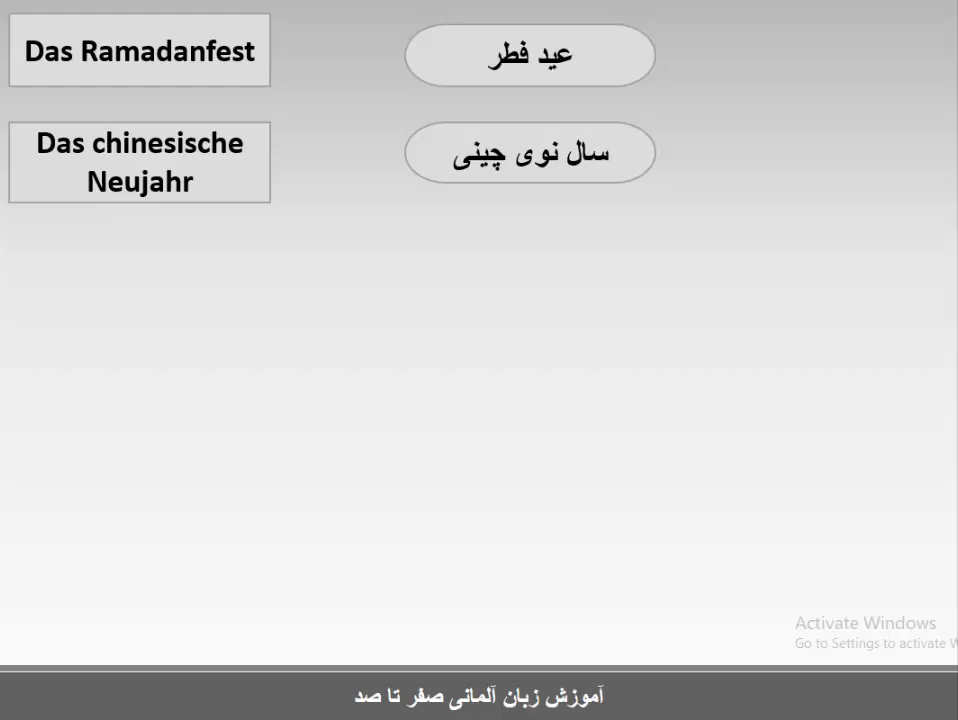 Das Ramadanfest
عید فطر
Das chinesische
Neujahr
سال نوی چینی
Activate Windows
Go to Settings to activate W
آموزش زبان آلمانی صفر تا صد